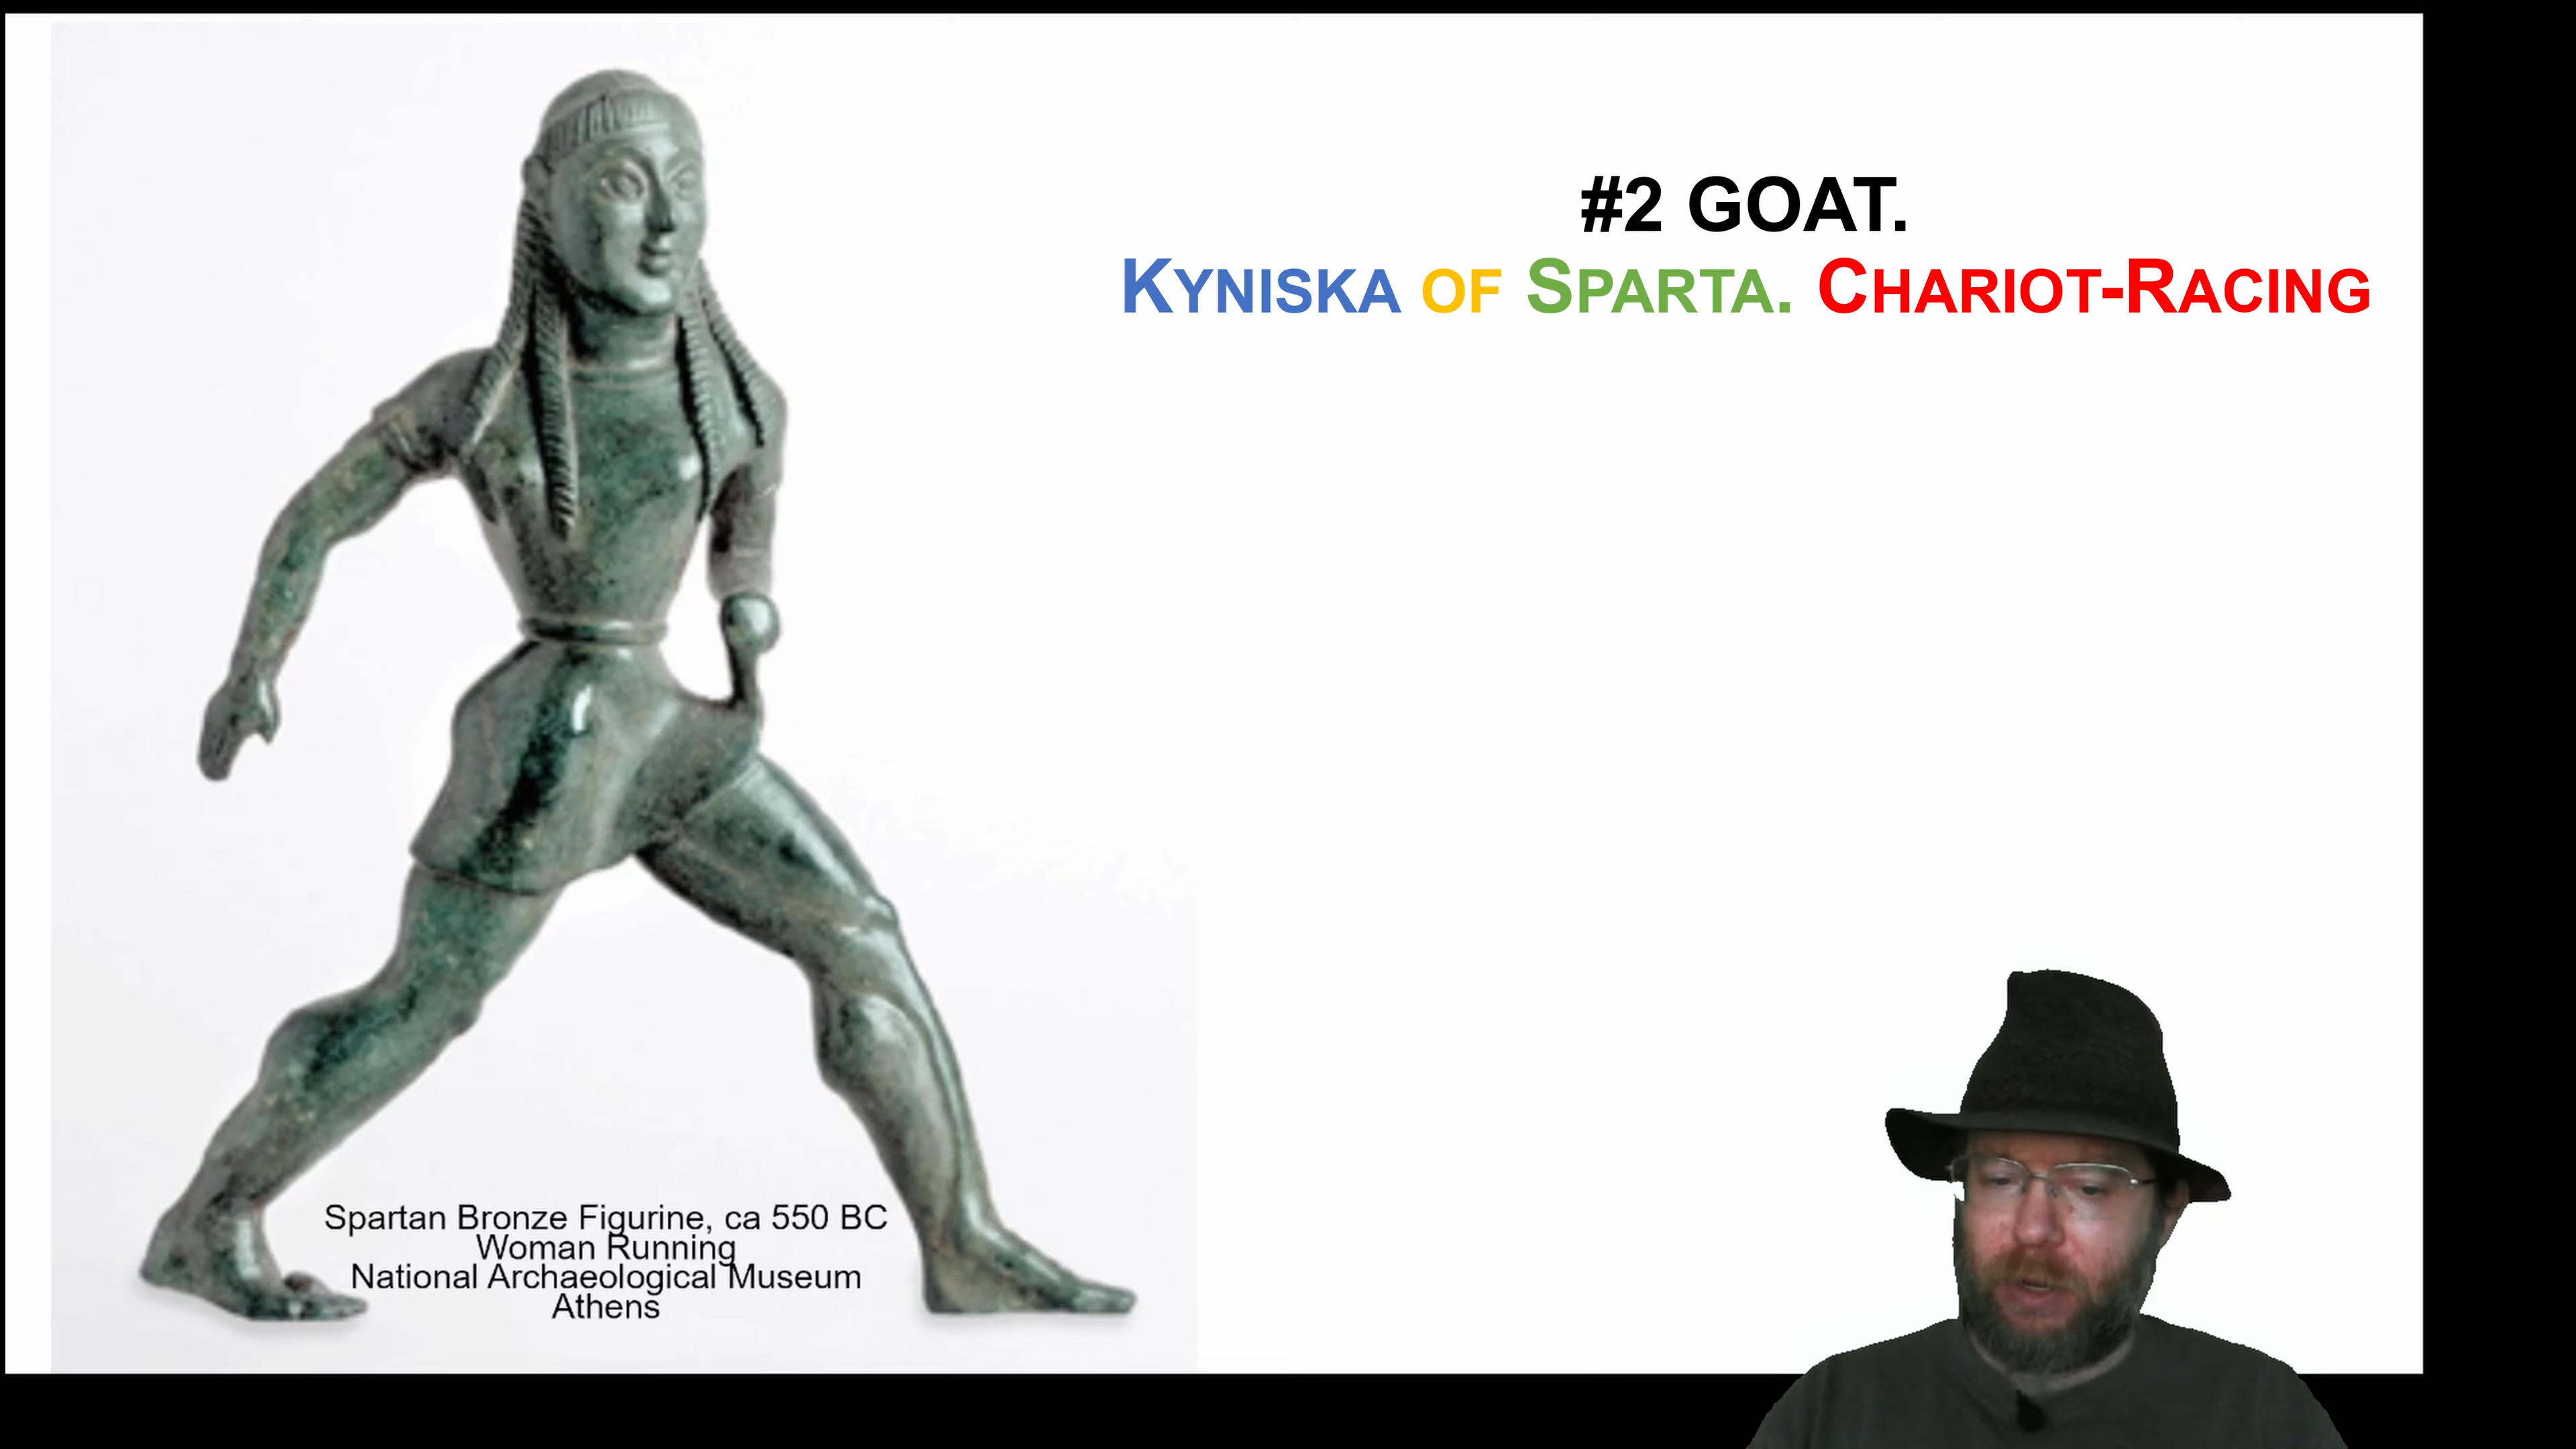 #2 GOAT.
KYNISKA OF SPARTA. CHARIOT-RACING
Spartan Bronze Figurine, ca 550 BC
Woman Running
National Archaeological Museum
Athens